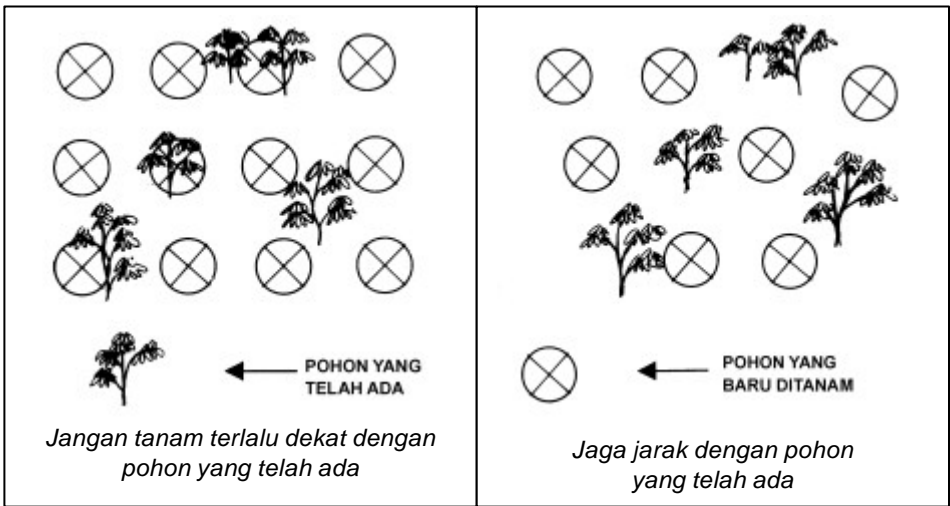 POHON YANG
TELAH ADA
Jangan tanam terlalu dekat dengan
pohon yang telah ada
POHON YANG
BARU DITANAM
Jaga jarak dengan pohon
yang telah ada